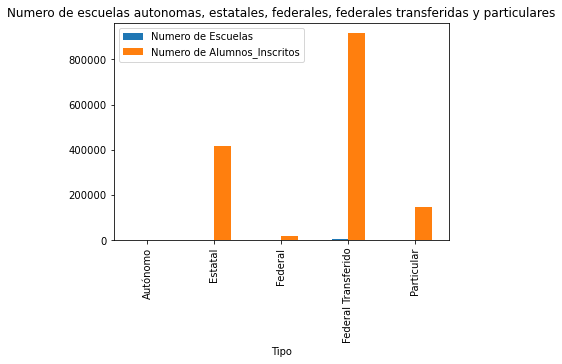 Numero de escuelas autonomas, estatales, federales, federales transferidas y particulares
Numero de Escuelas
Numero de Alumnos_Inscritos
800000
600000
400000
200000
0
Autónomo
Estatal
Federal
Federal Transferido
Particular
Tipo